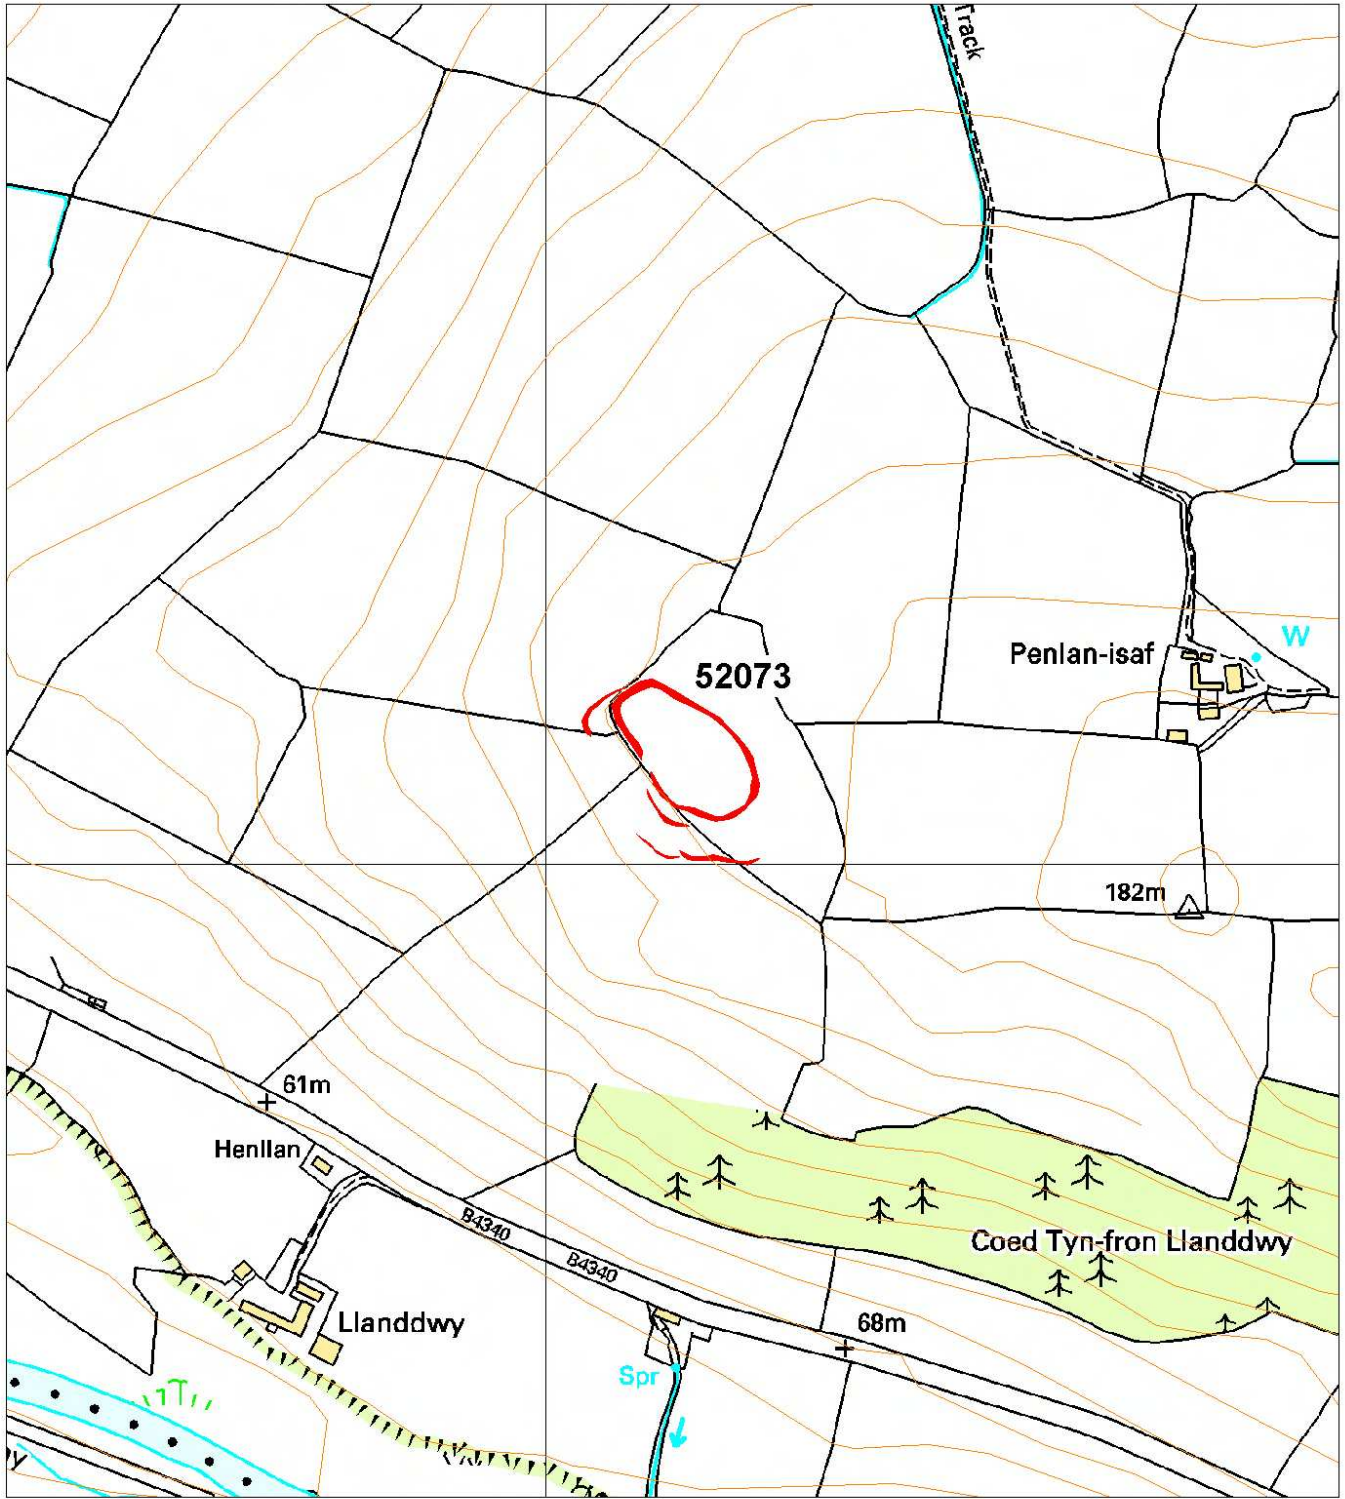 Track
52073
Penlan-isaf
W
182m
61m
Henllan
B4340
B4340
Coed Tyn-fron Llanddwy
Llanddwy
68m
Spr